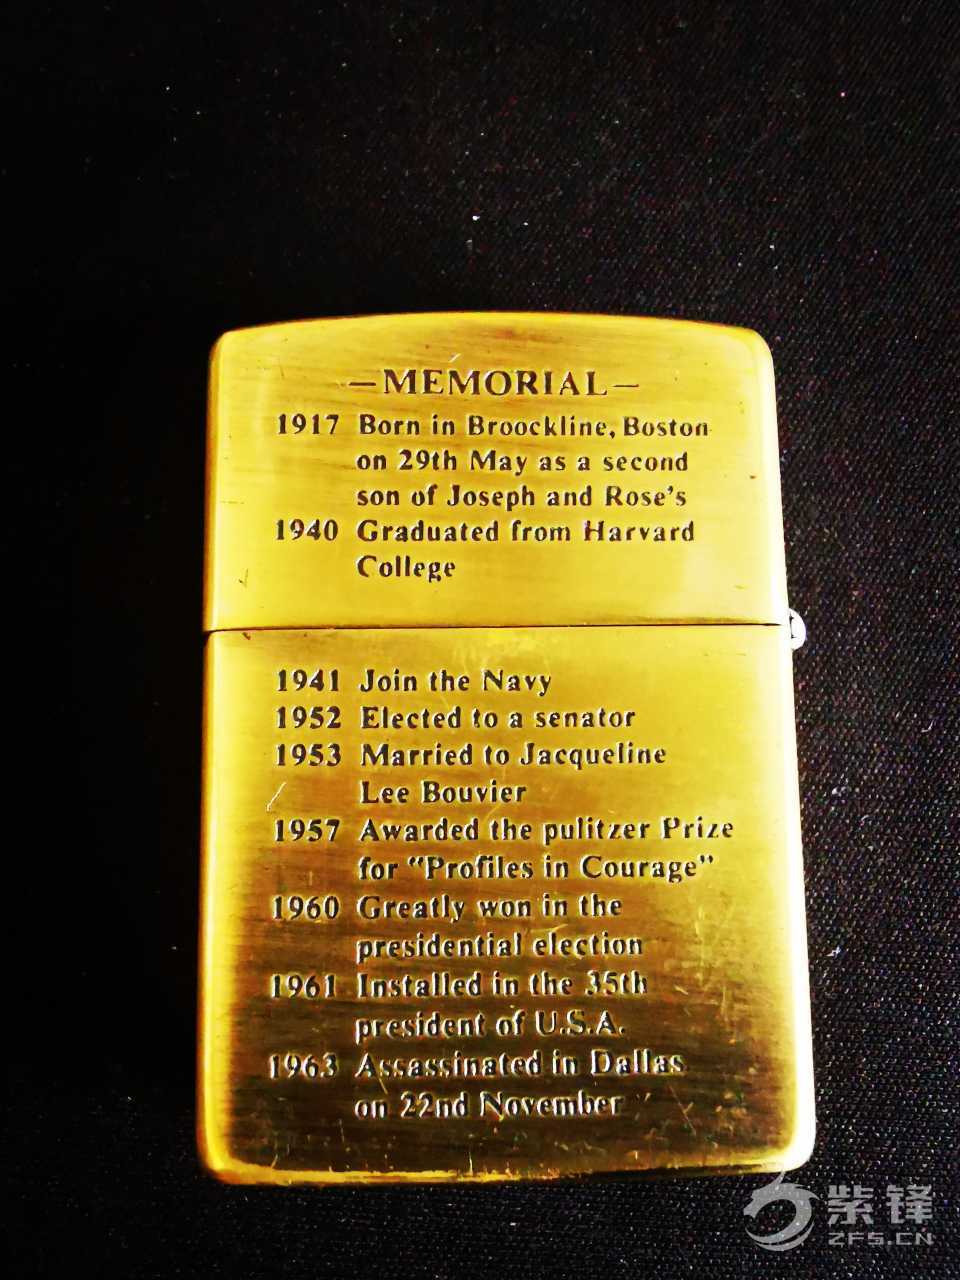 —MEMORIAL—
1917 Born in Broockline, Boston
on 29th May as a second
son of Joseph and Rose's
1940 Graduated from Harvard
College
1941 Join the Navy
1952 Elected to a senator
1953 Married to Jacqueline
Lee Bouvier
1957 Awarded the pulitzer Prize
for "Profiles in Courage"
1960 Greatly won in the
presidential election
1961 Installed in the 35th
president of U.S.A.
1963 Assassinated in Dallas
on 22nd November
紫锋
ZFS.CN